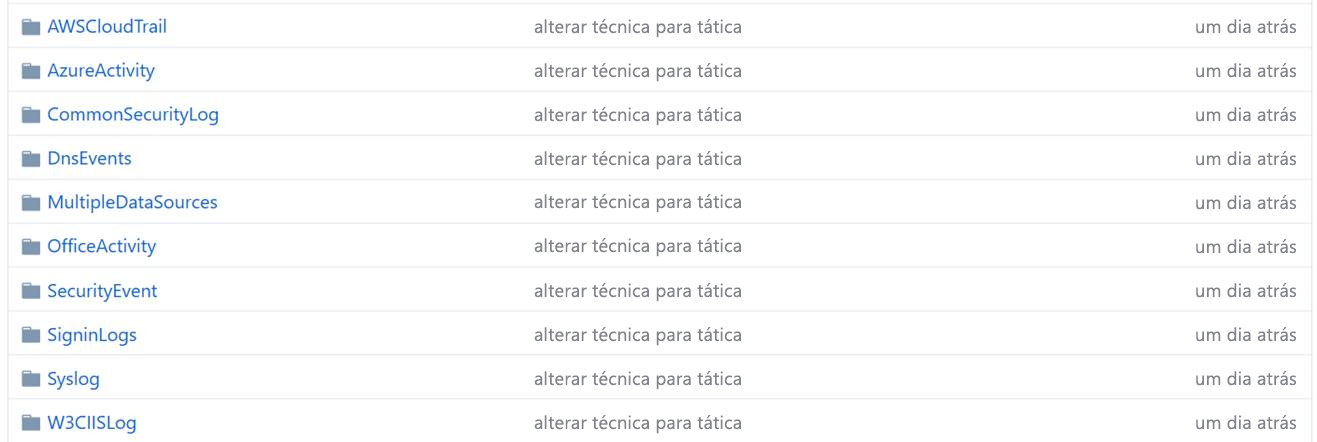 AWSCloudTrail alterar técnica para tática um dia atrás
AzureActivity alterar técnica para tática um dia atrás
CommonSecurityLog alterar técnica para tática um dia atrás
DnsEvents alterar técnica para tática um dia atrás
MultipleDataSources alterar técnica para tática um dia atrás
OfficeActivity alterar técnica para tática um dia atrás
SecurityEvent alterar técnica para tática um dia atrás
SigninLogs alterar técnica para tática um dia atrás
Syslog alterar técnica para tática um dia atrás
W3CIISLog alterar técnica para tática um dia atrás